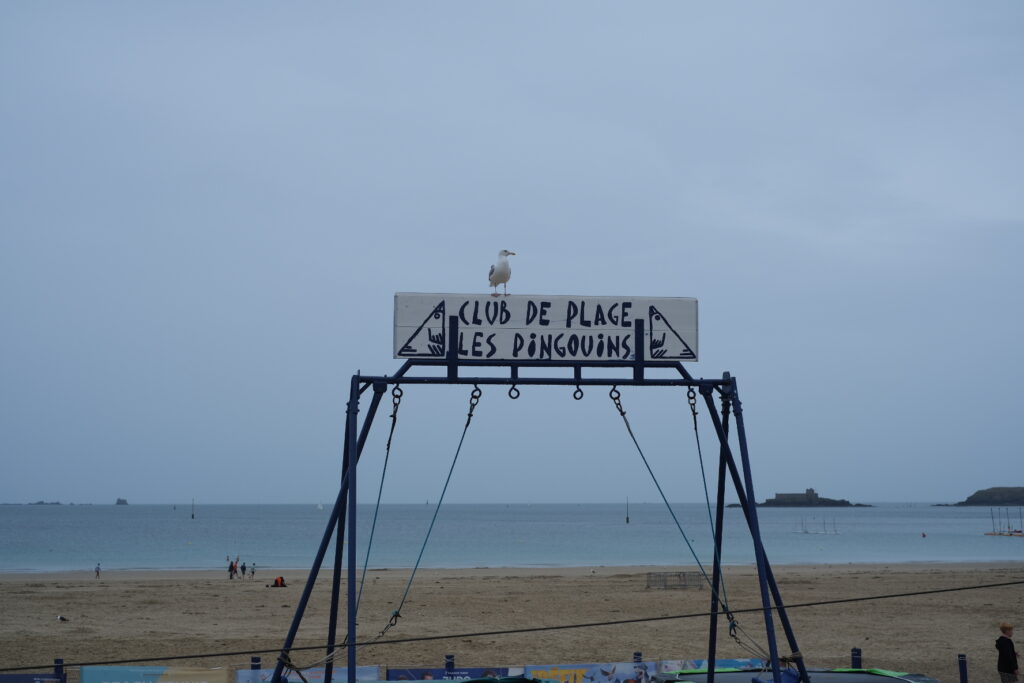 CLUB DE PLAGE
LES PiNGOUiNS